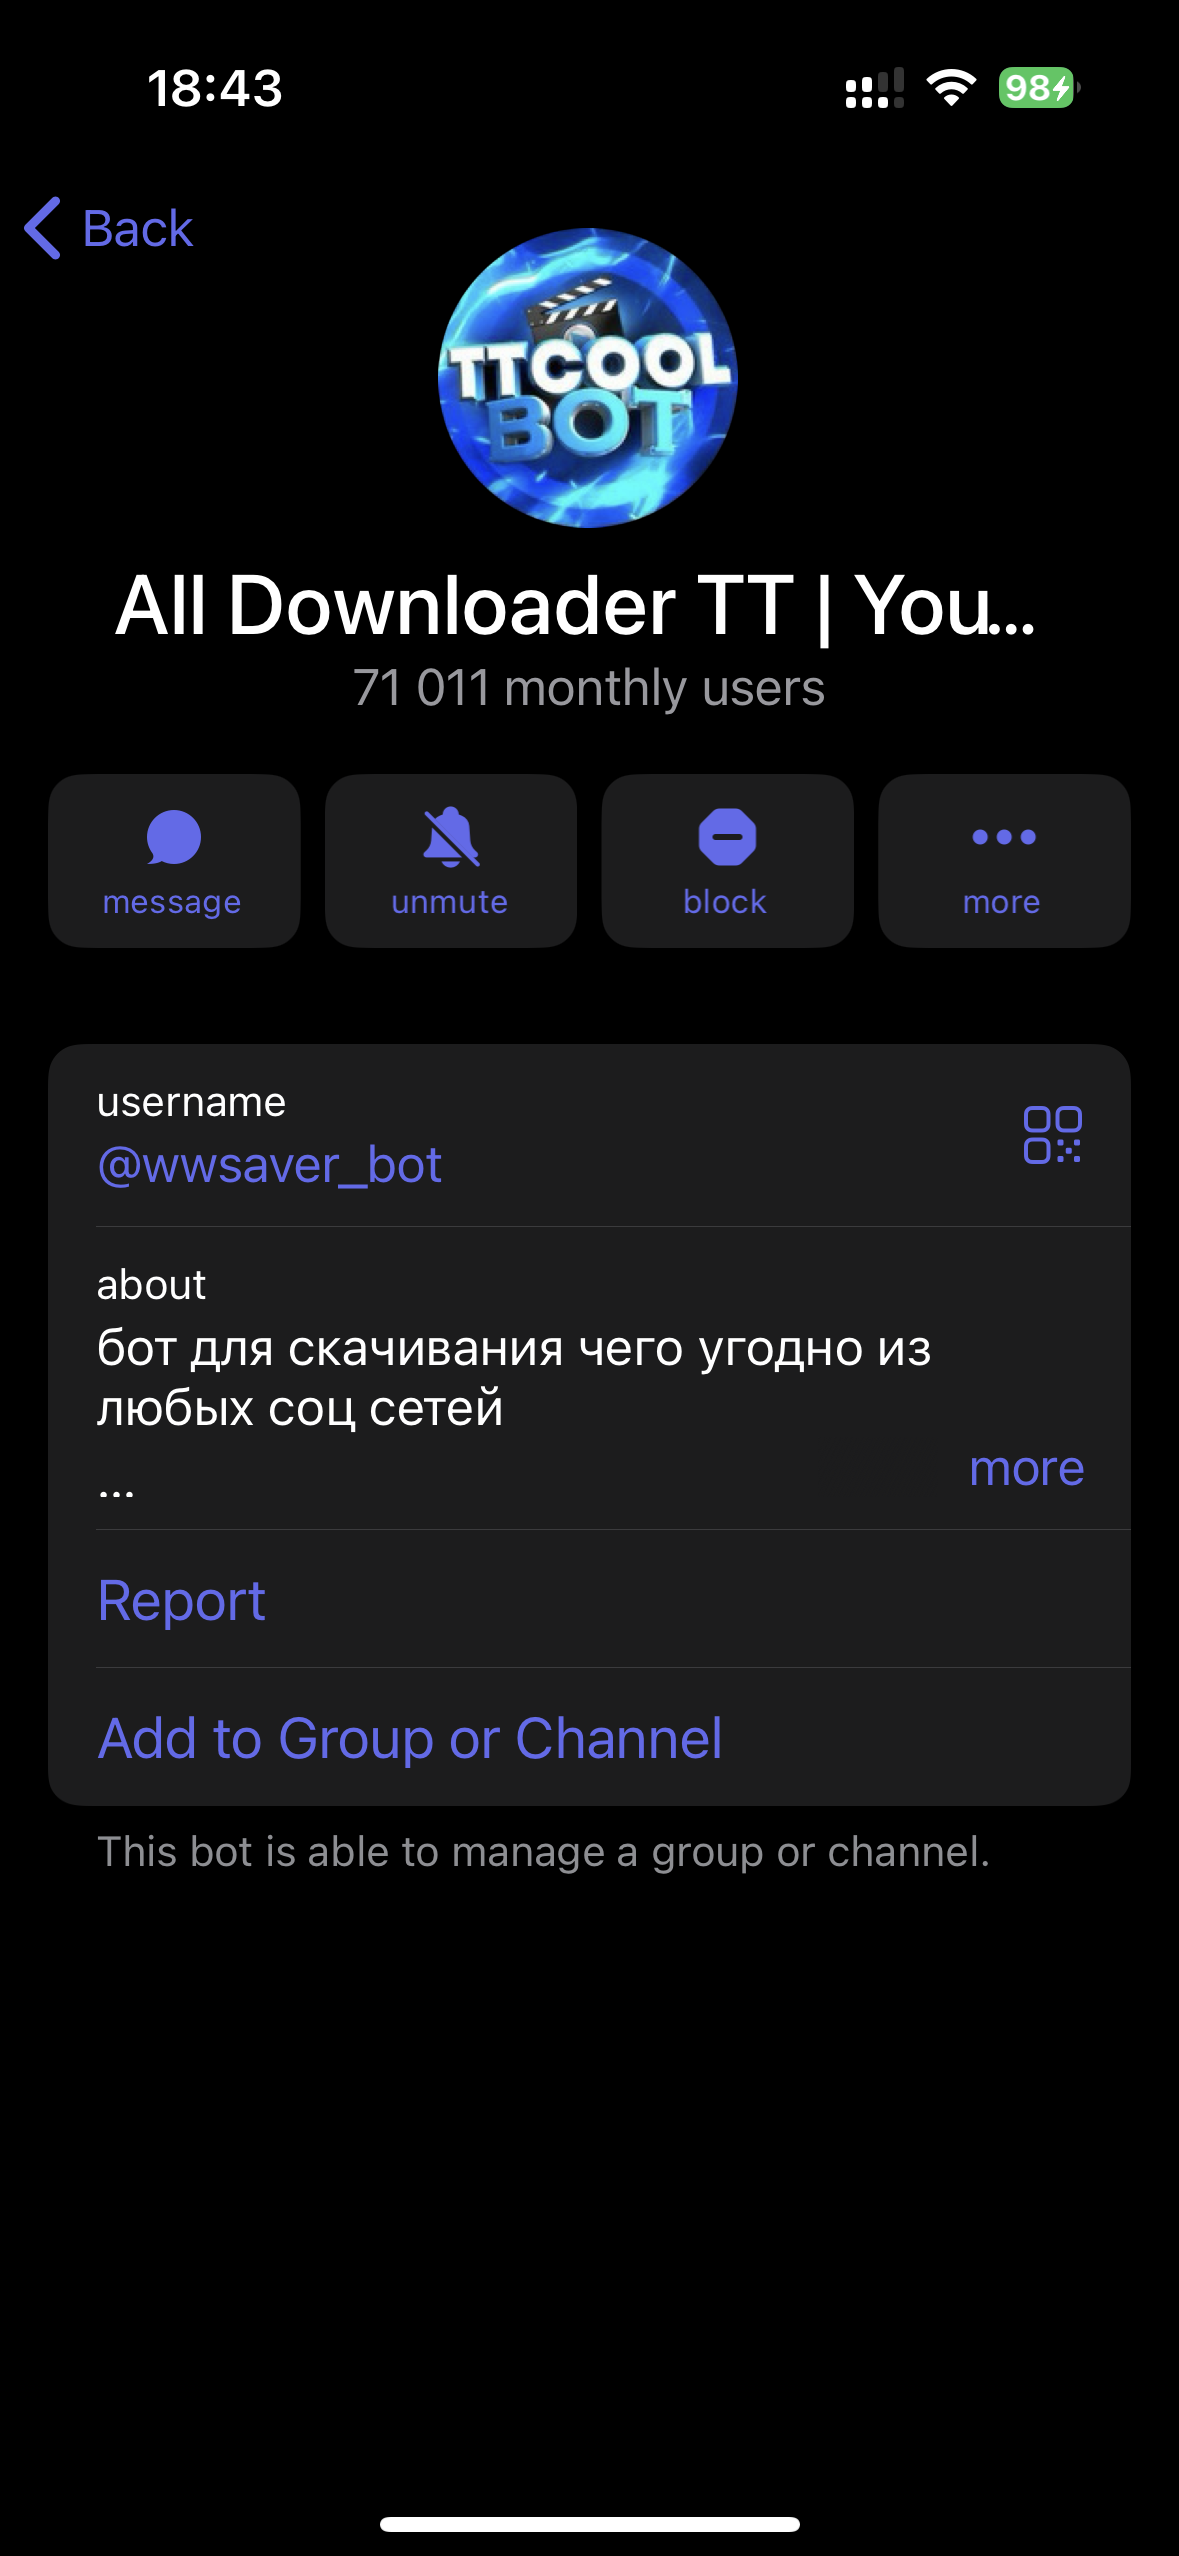 18:43
98
Back
TTCOOL
BOT
All Downloader TT | You...
71 011 monthly users
message
unmute
block
more
username
@wwsaver_bot
about
бот для скачивания чего угодно из
любых соц сетей
...
more
Report
Add to Group or Channel
This bot is able to manage a group or channel.